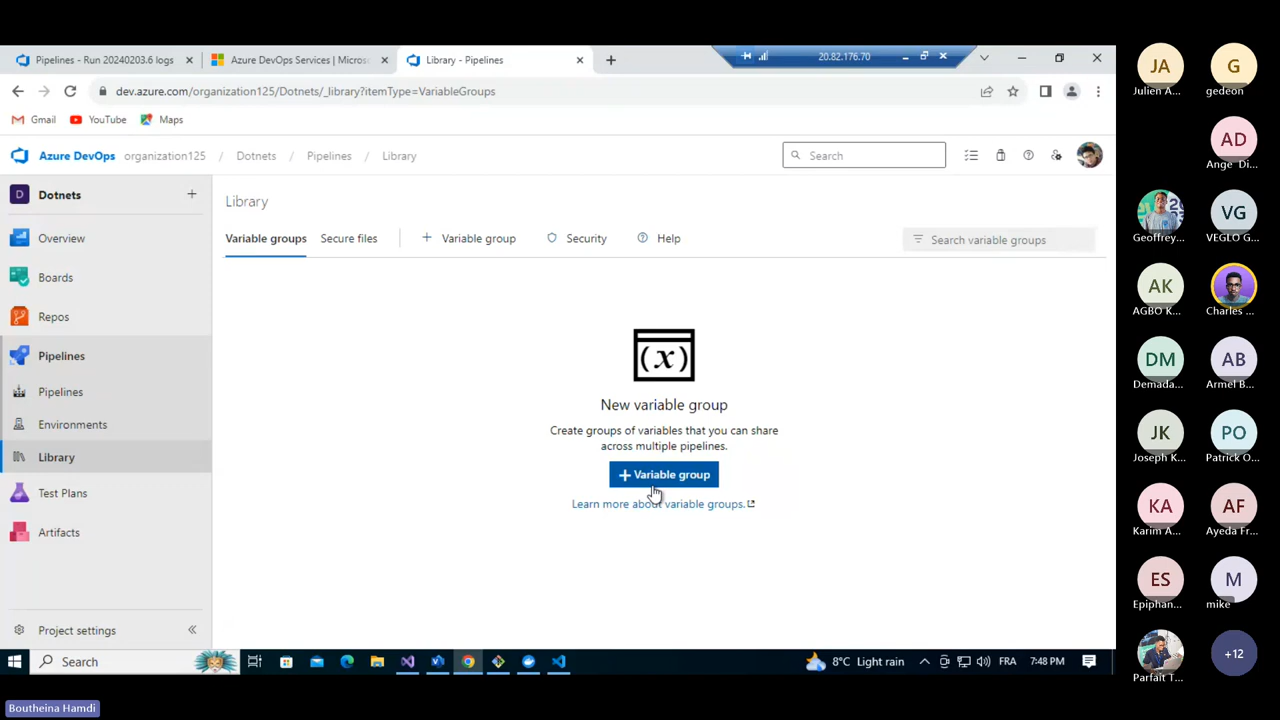 Pipelines - Run 20240203.6 logs
Azure DevOps Services | Micros
Library - Pipelines
20.82.176.70
dev.azure.com/organization125/Dotnets/_library?itemType=VariableGroups
Gmail
YouTube
Maps
Azure DevOps
organization125 / Dotnets / Pipelines / Library
Search
D
Dotnets
Overview
Boards
Repos
Pipelines
Pipelines
Environments
Library
Test Plans
Artifacts
Project settings
Library
Variable groups
Secure files
+ Variable group
Security
Help
Search variable groups
(x)
New variable group
Create groups of variables that you can share
across multiple pipelines.
+ Variable group
Learn more about variable groups.
Search
8°C Light rain
FRA
7:48 PM
Boutheina Hamdi
JA
Julien A...
G
gedeon
AD
Ange Di...
Geoffrey...
VG
VEGLO G...
AK
AGBO K...
Charles ...
DM
Demada...
AB
Armel B...
JK
Joseph K...
PO
Patrick O...
KA
Karim A...
AF
Ayeda Fr...
ES
Epiphan...
M
mike
Parfait T...
+12